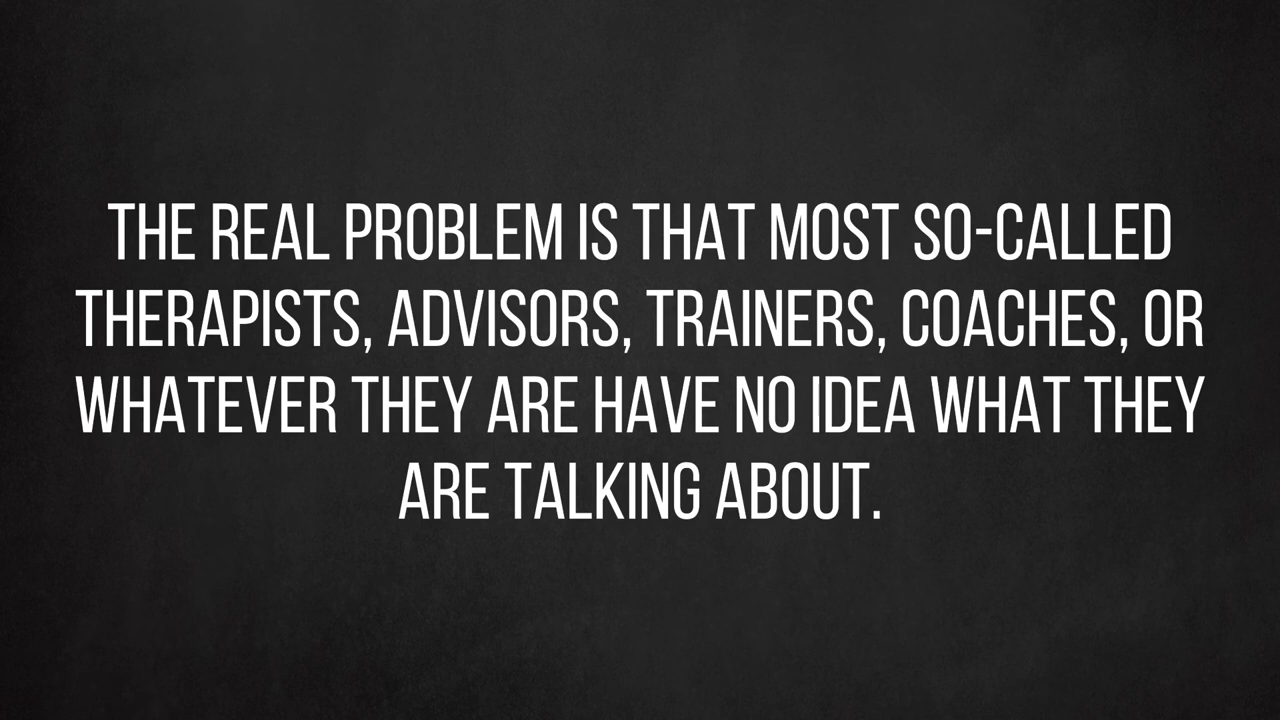 THE REAL PROBLEM IS THAT MOST SO-CALLED
THERAPISTS, ADVISORS, TRAINERS, COACHES, OR
WHATEVER THEY ARE HAVE NO IDEA WHAT THEY
ARE TALKING ABOUT.